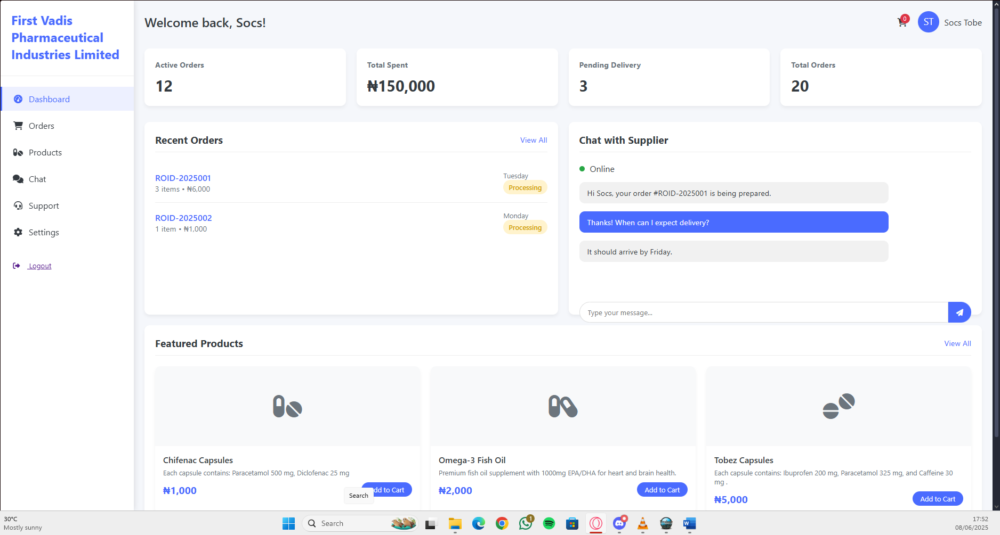 First Vadis
Pharmaceutical
Industries Limited
Dashboard
Orders
Products
Chat
Support
Settings
Logout
Welcome back, Socs!
0
ST
Socs Tobe
Active Orders
12
Total Spent
₦150,000
Pending Delivery
3
Total Orders
20
Recent Orders
View All
ROID-2025001
3 items • ₦6,000
Tuesday
Processing
ROID-2025002
1 item • ₦1,000
Monday
Processing
Chat with Supplier
Online
Hi Socs, your order #ROID-2025001 is being prepared.
Thanks! When can I expect delivery?
It should arrive by Friday.
Type your message...
Featured Products
View All
Chifenac Capsules
Each capsule contains: Paracetamol 500 mg, Diclofenac 25 mg
₦1,000
dd to Cart
Search
Omega-3 Fish Oil
Premium fish oil supplement with 1000mg EPA/DHA for heart and brain health.
₦2,000
Add to Cart
Tobez Capsules
Each capsule contains: Ibuprofen 200 mg, Paracetamol 325 mg, and Caffeine 30
mg .
₦5,000
Add to Cart
30°C
Mostly sunny
Search
1
W
17:52
08/06/2025